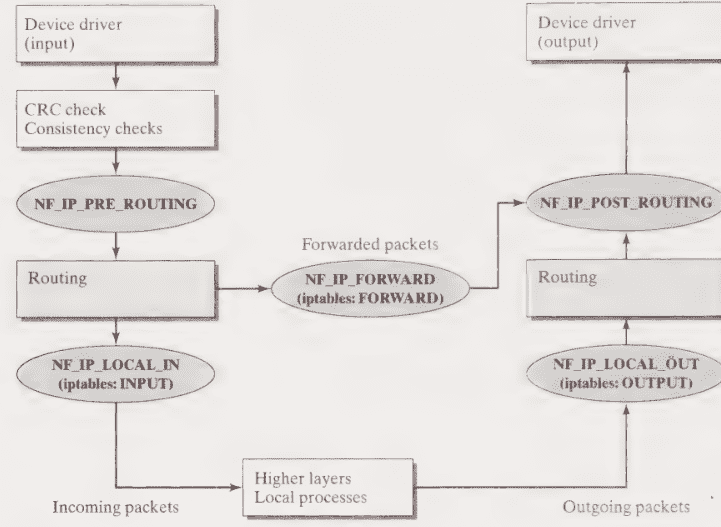 Device driver
(input)
CRC check
Consistency checks
NF_IP_PRE_ROUTING
Routing
NF_IP_LOCAL_IN
(iptables: INPUT)
Incoming packets
Forwarded packets
NF_IP_FORWARD
(iptables: FORWARD)
Higher layers
Local processes
Device driver
(output)
NF_IP_POST_ROUTING
Routing
NF_IP_LOCAL_OUT
(iptables: OUTPUT)
Outgoing packets